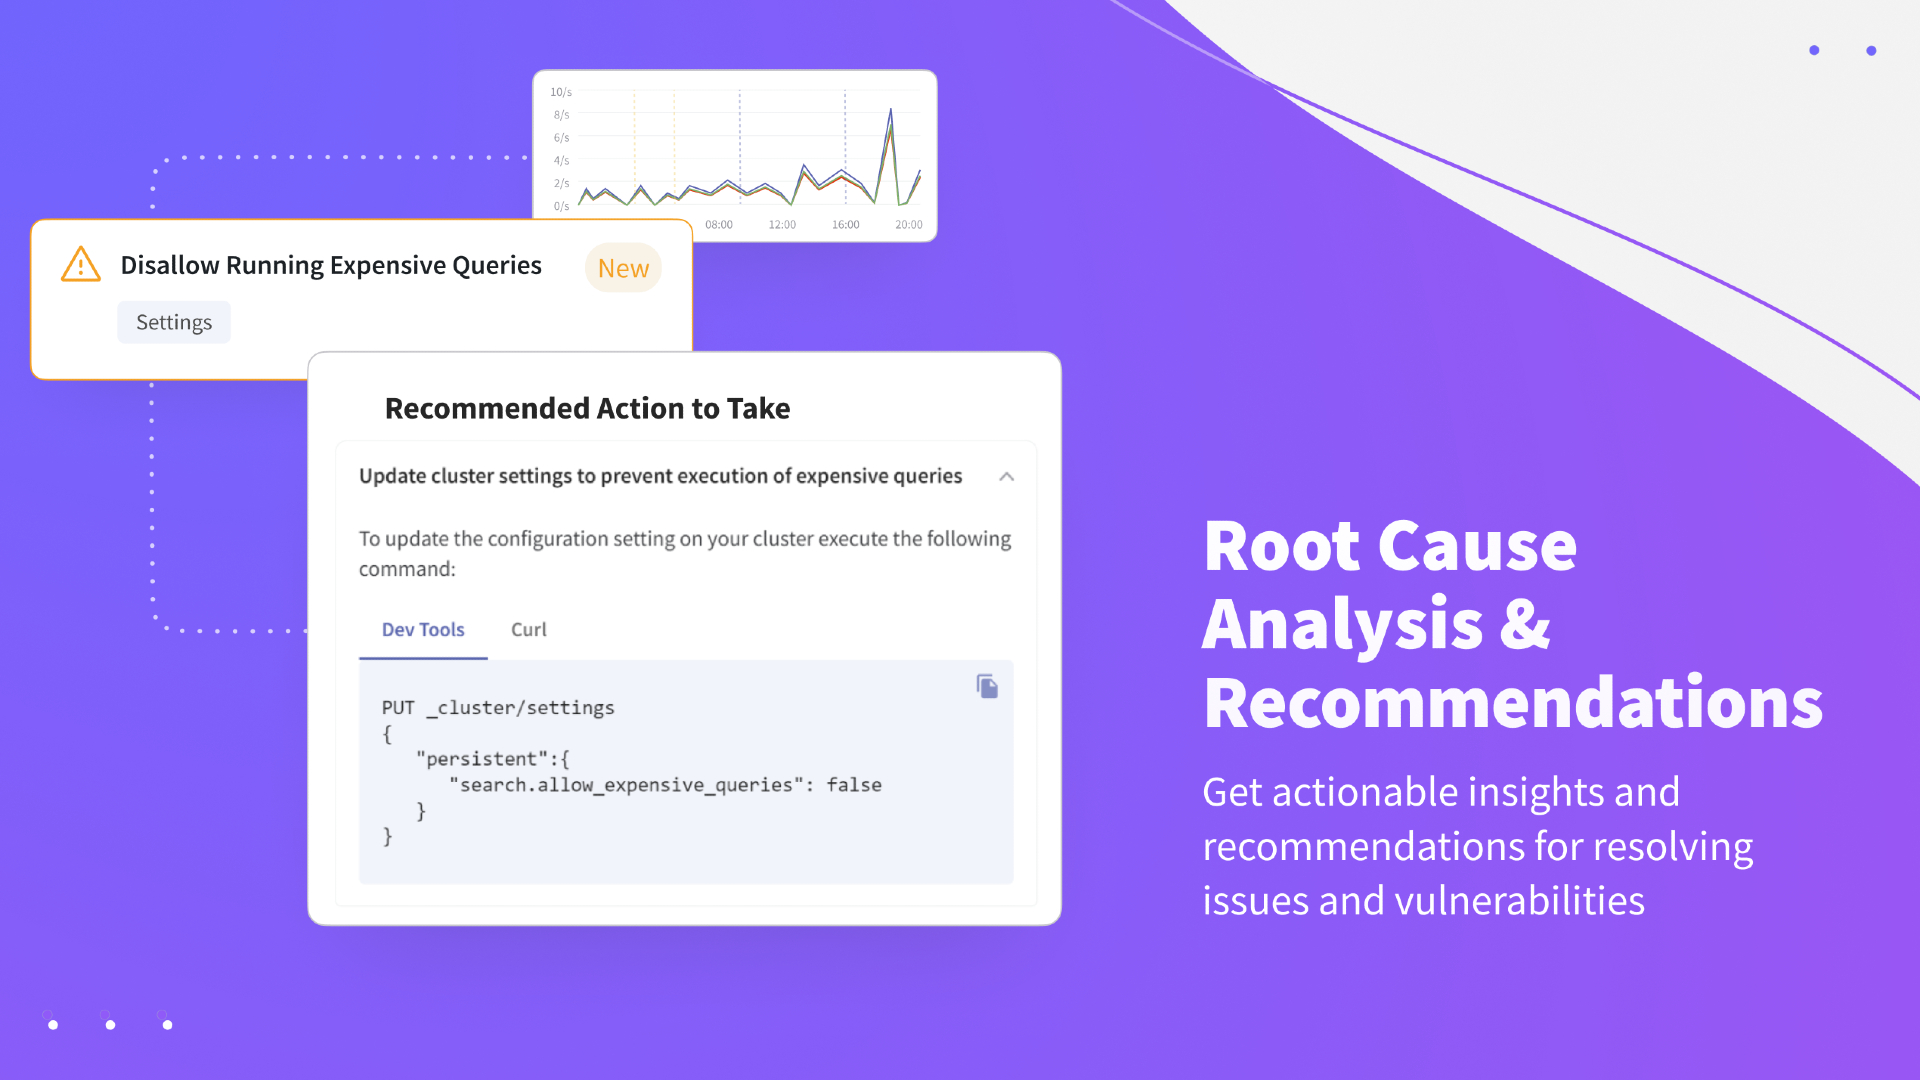 10/s
8/s
6/s
4/s
2/s
0/s
08:00 12:00 16:00 20:00
Disallow Running Expensive Queries
New
Settings
Recommended Action to Take
Update cluster settings to prevent execution of expensive queries
To update the configuration setting on your cluster execute the following
command:
Dev Tools Curl
PUT _cluster/settings
{
"persistent":{
"search.allow_expensive_queries": false
}
}
Root Cause
Analysis &
Recommendations
Get actionable insights and
recommendations for resolving
issues and vulnerabilities